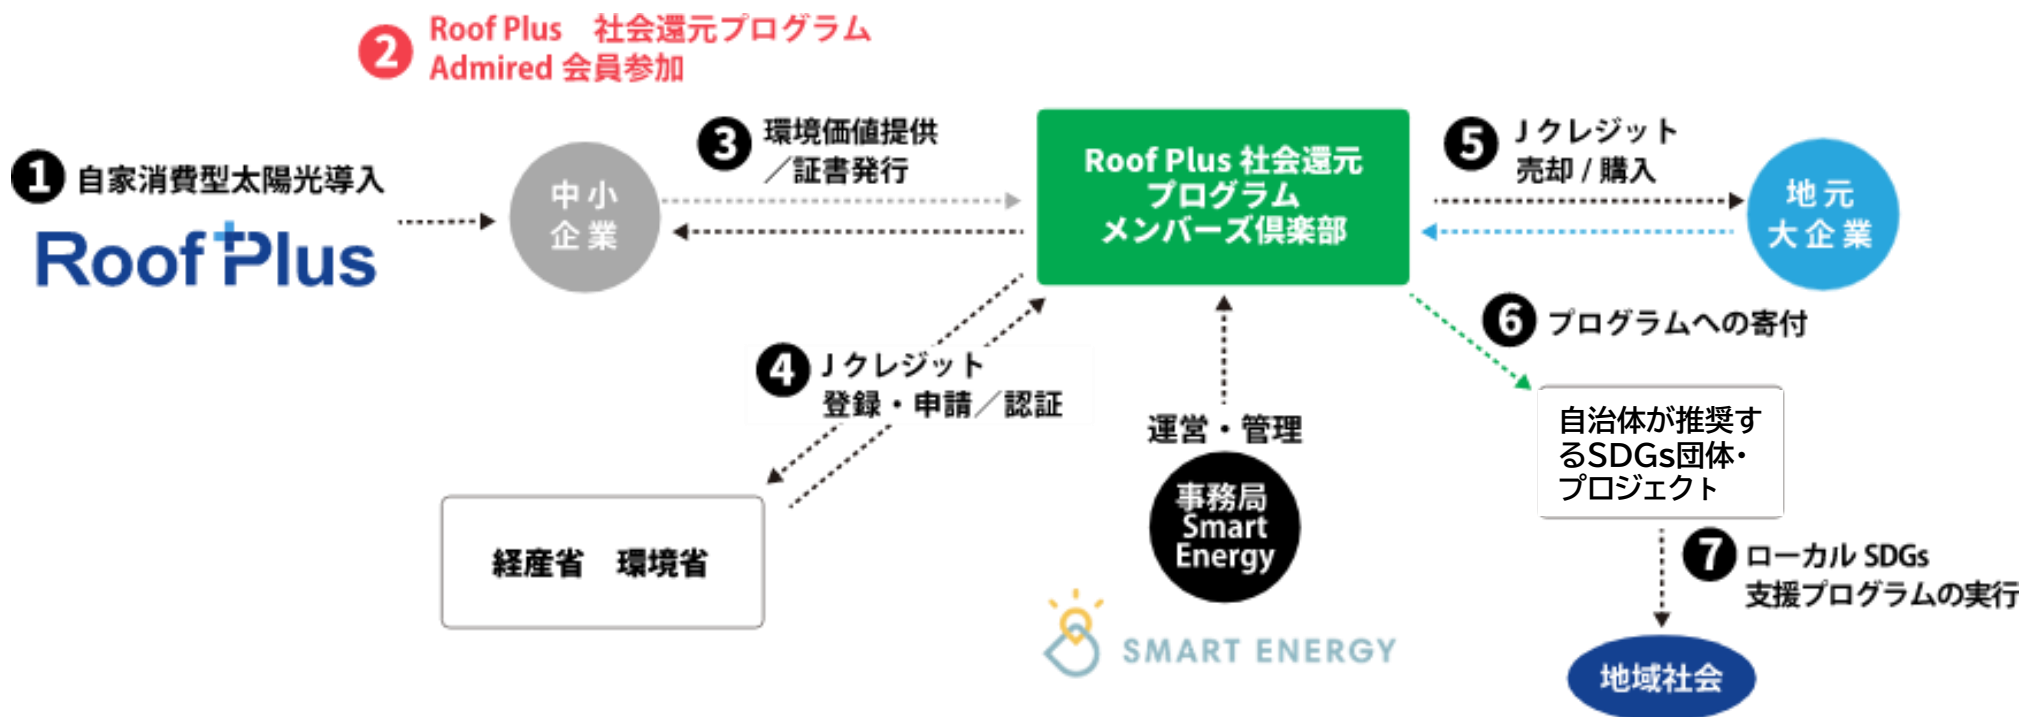 2 Roof Plus 社会還元プログラム
Admired 会員参加
1 自家消費型太陽光導入
Roof Plus
中小
企業
3 環境価値提供
／証書発行
Roof Plus 社会還元
プログラム
メンバーズ倶楽部
5 J クレジット
売却 / 購入
地元
大企業
4 J クレジット
登録・申請／認証
6 プログラムへの寄付
経産省 環境省
運営・管理
事務局
Smart
Energy
SMART ENERGY
自治体が推奨す
るSDGs団体・
プロジェクト
7 ローカル SDGs
支援プログラムの実行
地域社会